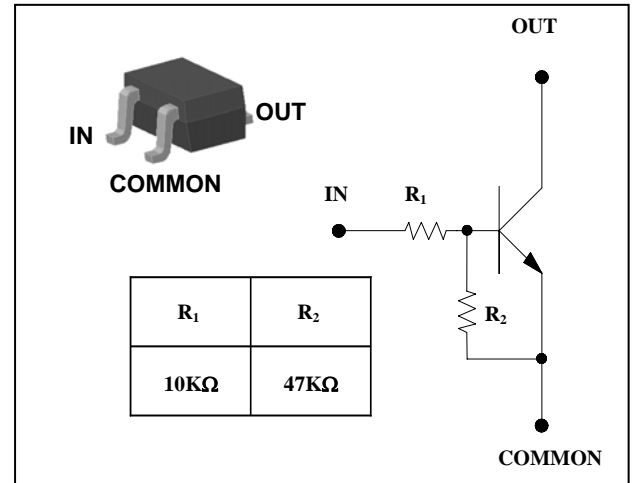 OUT
OUT
IN
COMMON
IN R₁
R₂
R₁ R₂
10KΩ 47KΩ
COMMON